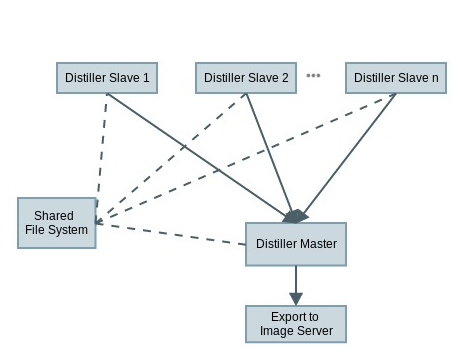 Distiller Slave 1
Distiller Slave 2
•••
Distiller Slave n
Shared
File System
Distiller Master
Export to
Image Server